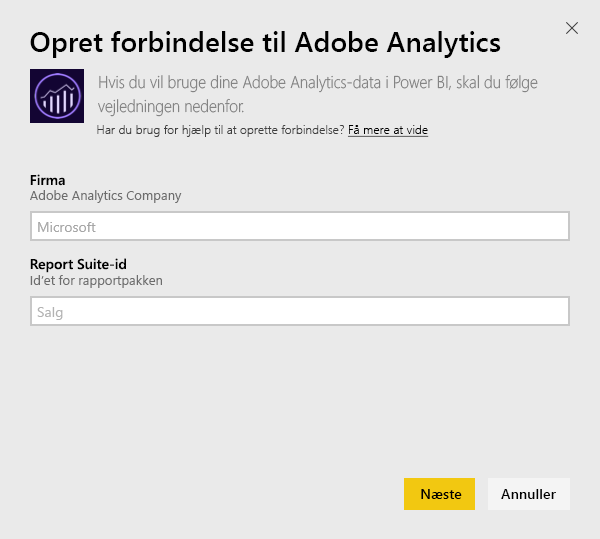 Opret forbindelse til Adobe Analytics
Hvis du vil bruge dine Adobe Analytics-data i Power BI, skal du følge
vejledningen nedenfor.
Har du brug for hjælp til at oprette forbindelse? Få mere at vide
Firma
Adobe Analytics Company
Microsoft
Report Suite-id
Id'et for rapportpakken
Salg
Næste
Annuller